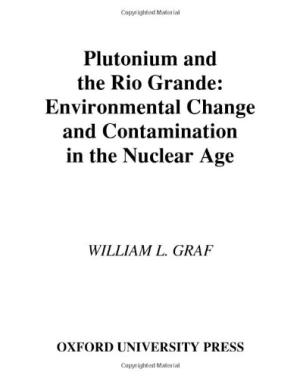 Copyrighted Material
Plutonium and
the Rio Grande:
Environmental Change
and Contamination
in the Nuclear Age
WILLIAM L. GRAF
OXFORD UNIVERSITY PRESS
Copyrighted Material